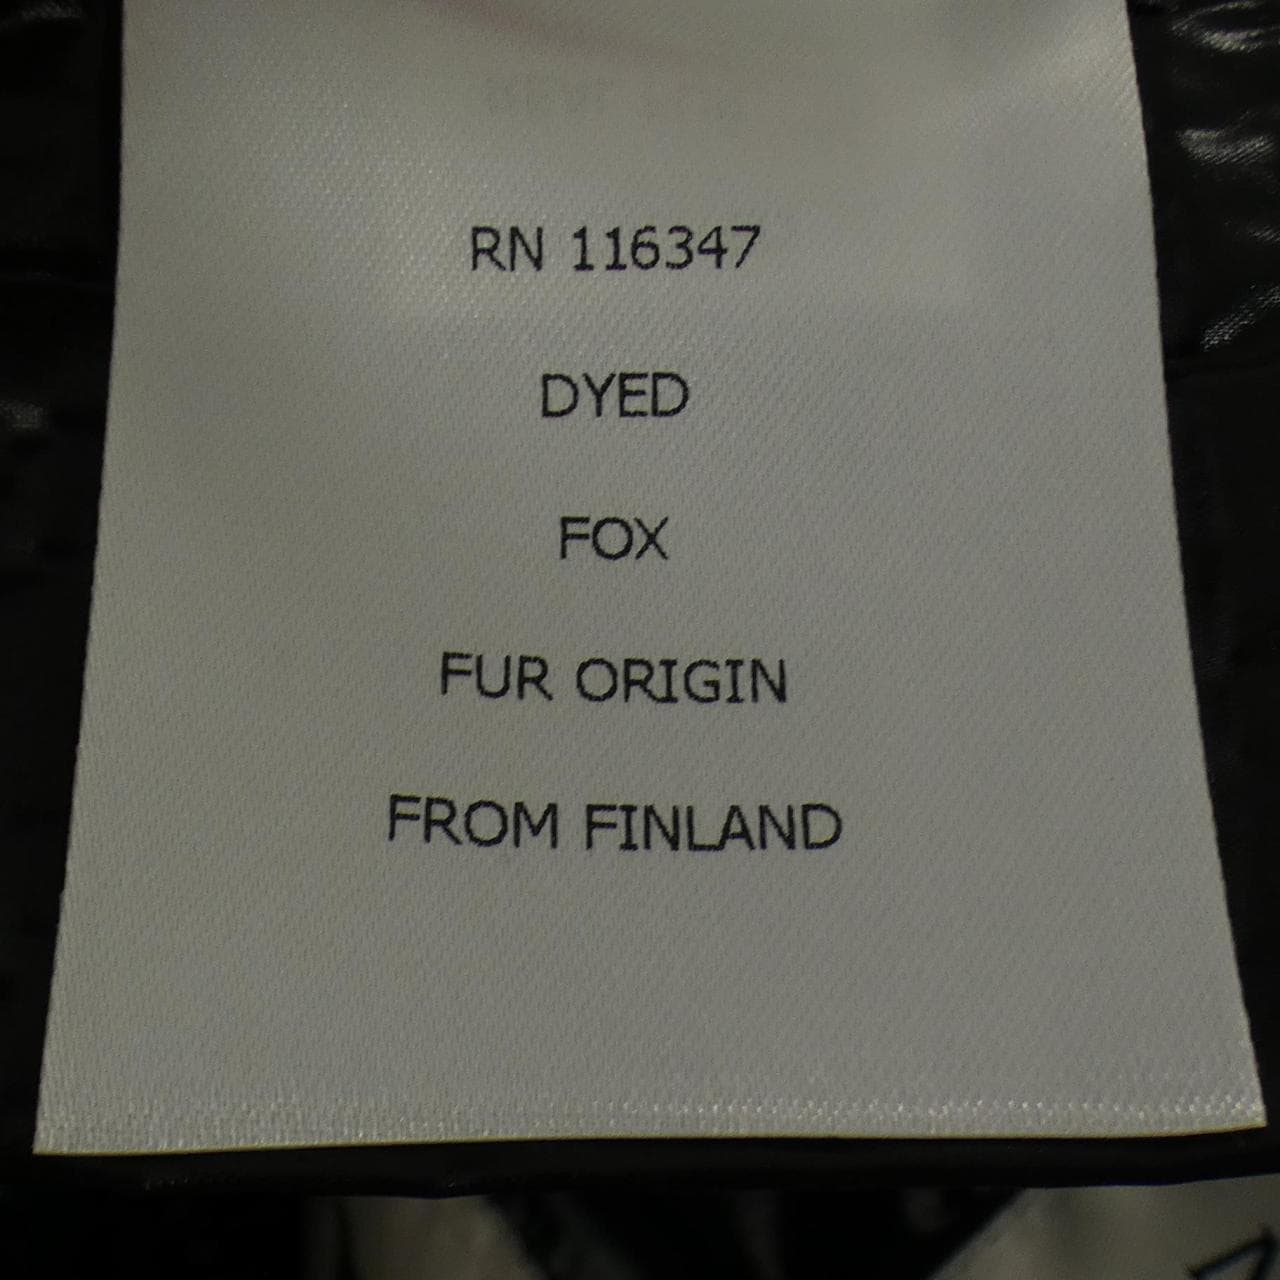 RN 116347
DYED
FOX
FUR ORIGIN
FROM FINLAND